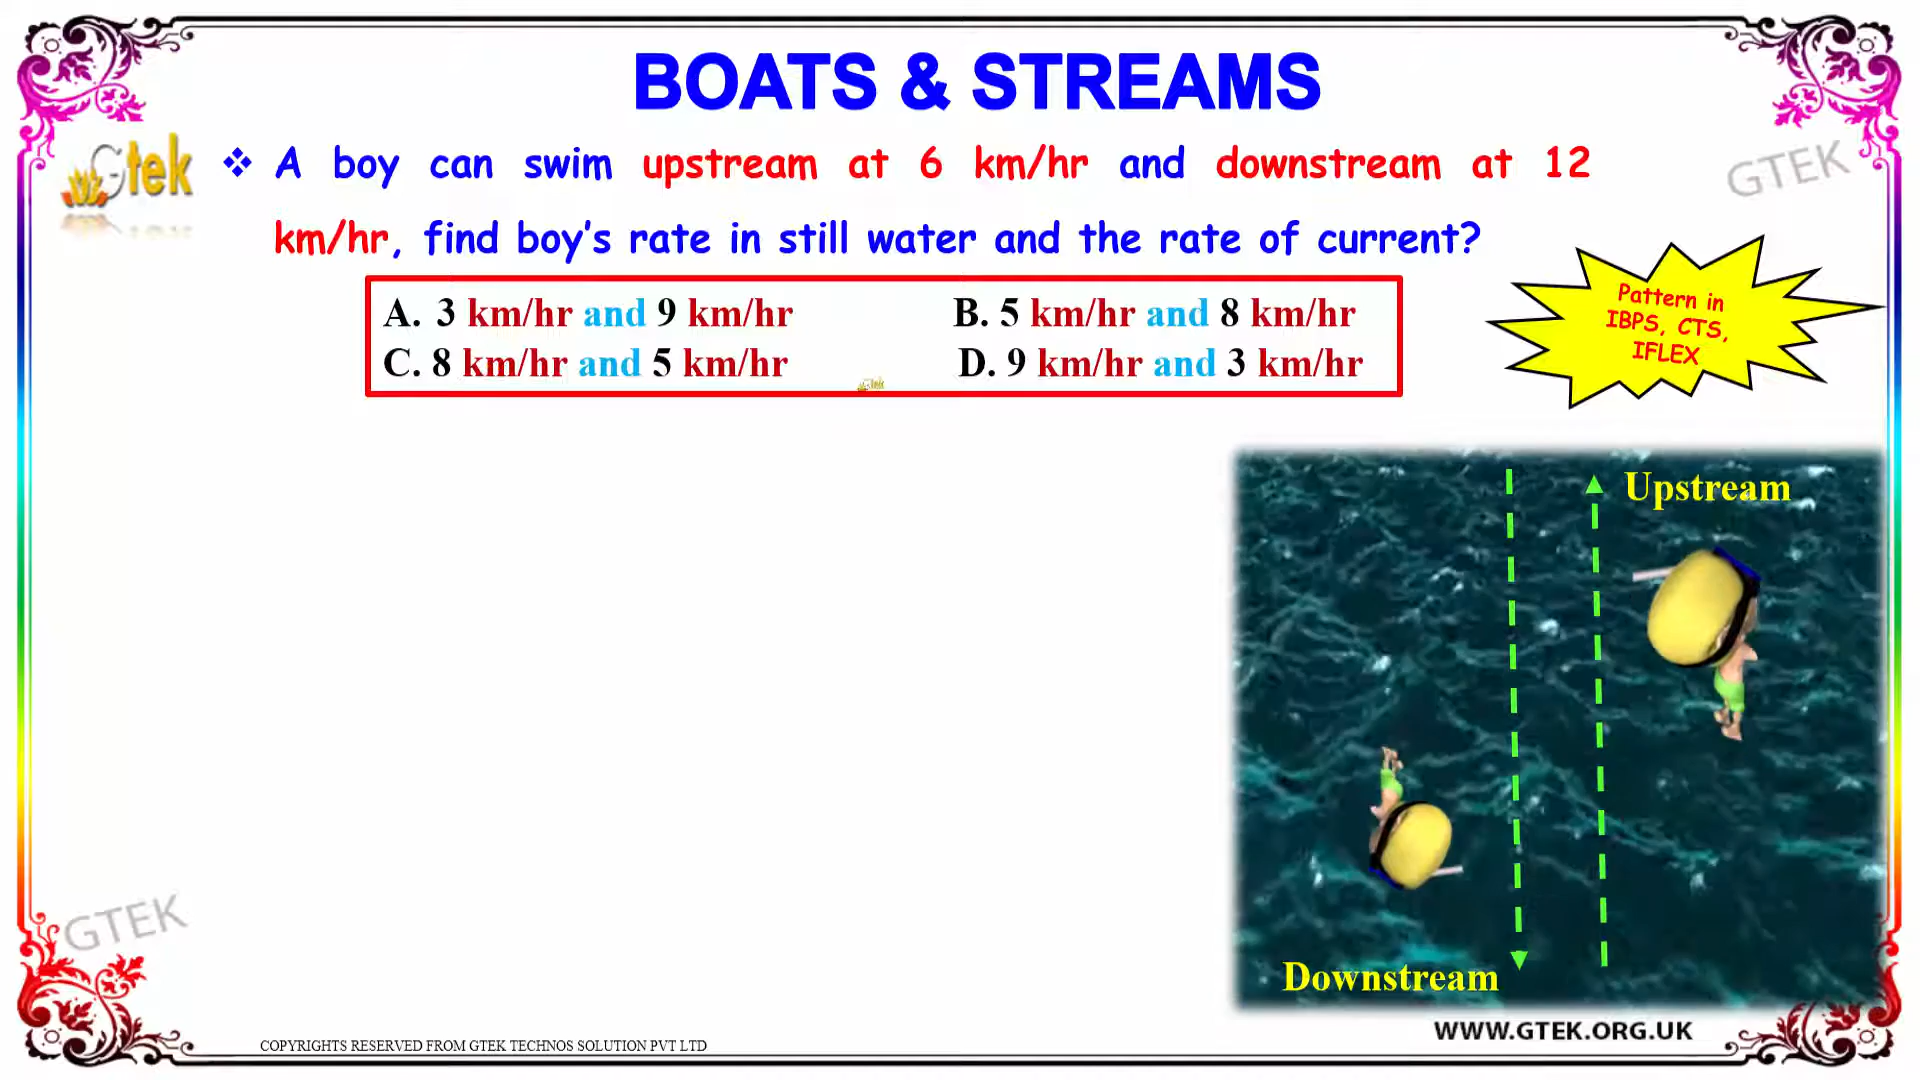 BOATS & STREAMS
Gtek
❖ A boy can swim upstream at 6 km/hr and downstream at 12
GTEK
km/hr, find boy's rate in still water and the rate of current?
A. 3 km/hr and 9 km/hr B. 5 km/hr and 8 km/hr
C. 8 km/hr and 5 km/hr D. 9 km/hr and 3 km/hr
Pattern in
IBPS, CTS,
IFLEX
Upstream
Downstream
GTEK
WWW.GTEK.ORG.UK
COPYRIGHTS RESERVED FROM GTEK TECHNOS SOLUTION PVT LTD